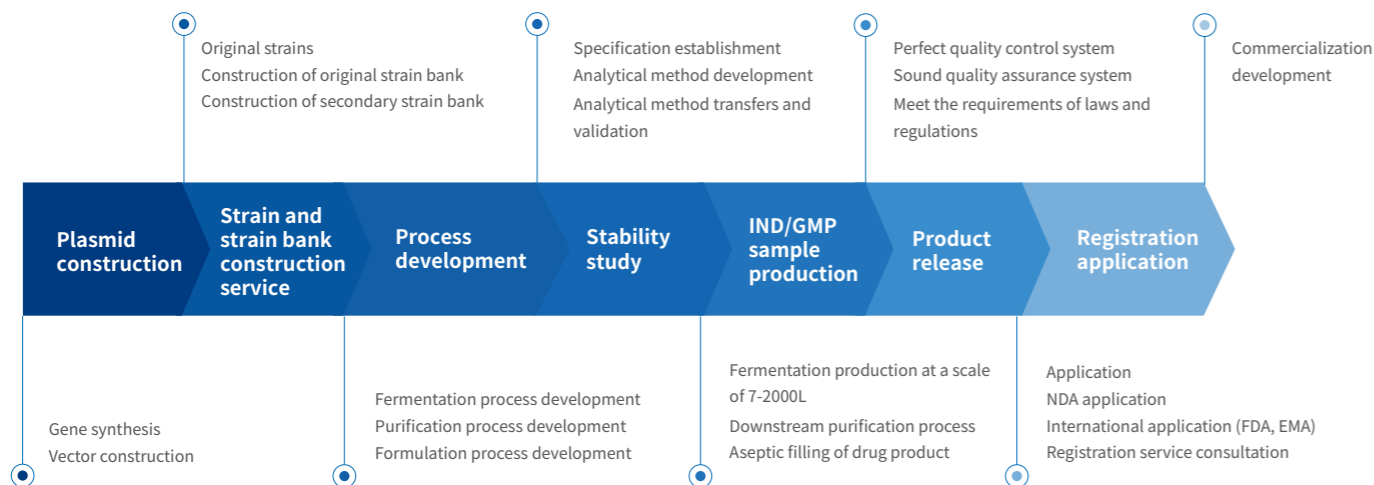 Original strains
Construction of original strain bank
Construction of secondary strain bank
Specification establishment
Analytical method development
Analytical method transfers and
validation
Perfect quality control system
Sound quality assurance system
Meet the requirements of laws and
regulations
Commercialization
development
Plasmid
construction
Strain and
strain bank
construction
service
Process
development
Stability
study
IND/GMP
sample
production
Product
release
Registration
application
Gene synthesis
Vector construction
Fermentation process development
Purification process development
Formulation process development
Fermentation production at a scale
of 7-2000L
Downstream purification process
Aseptic filling of drug product
Application
NDA application
International application (FDA, EMA)
Registration service consultation